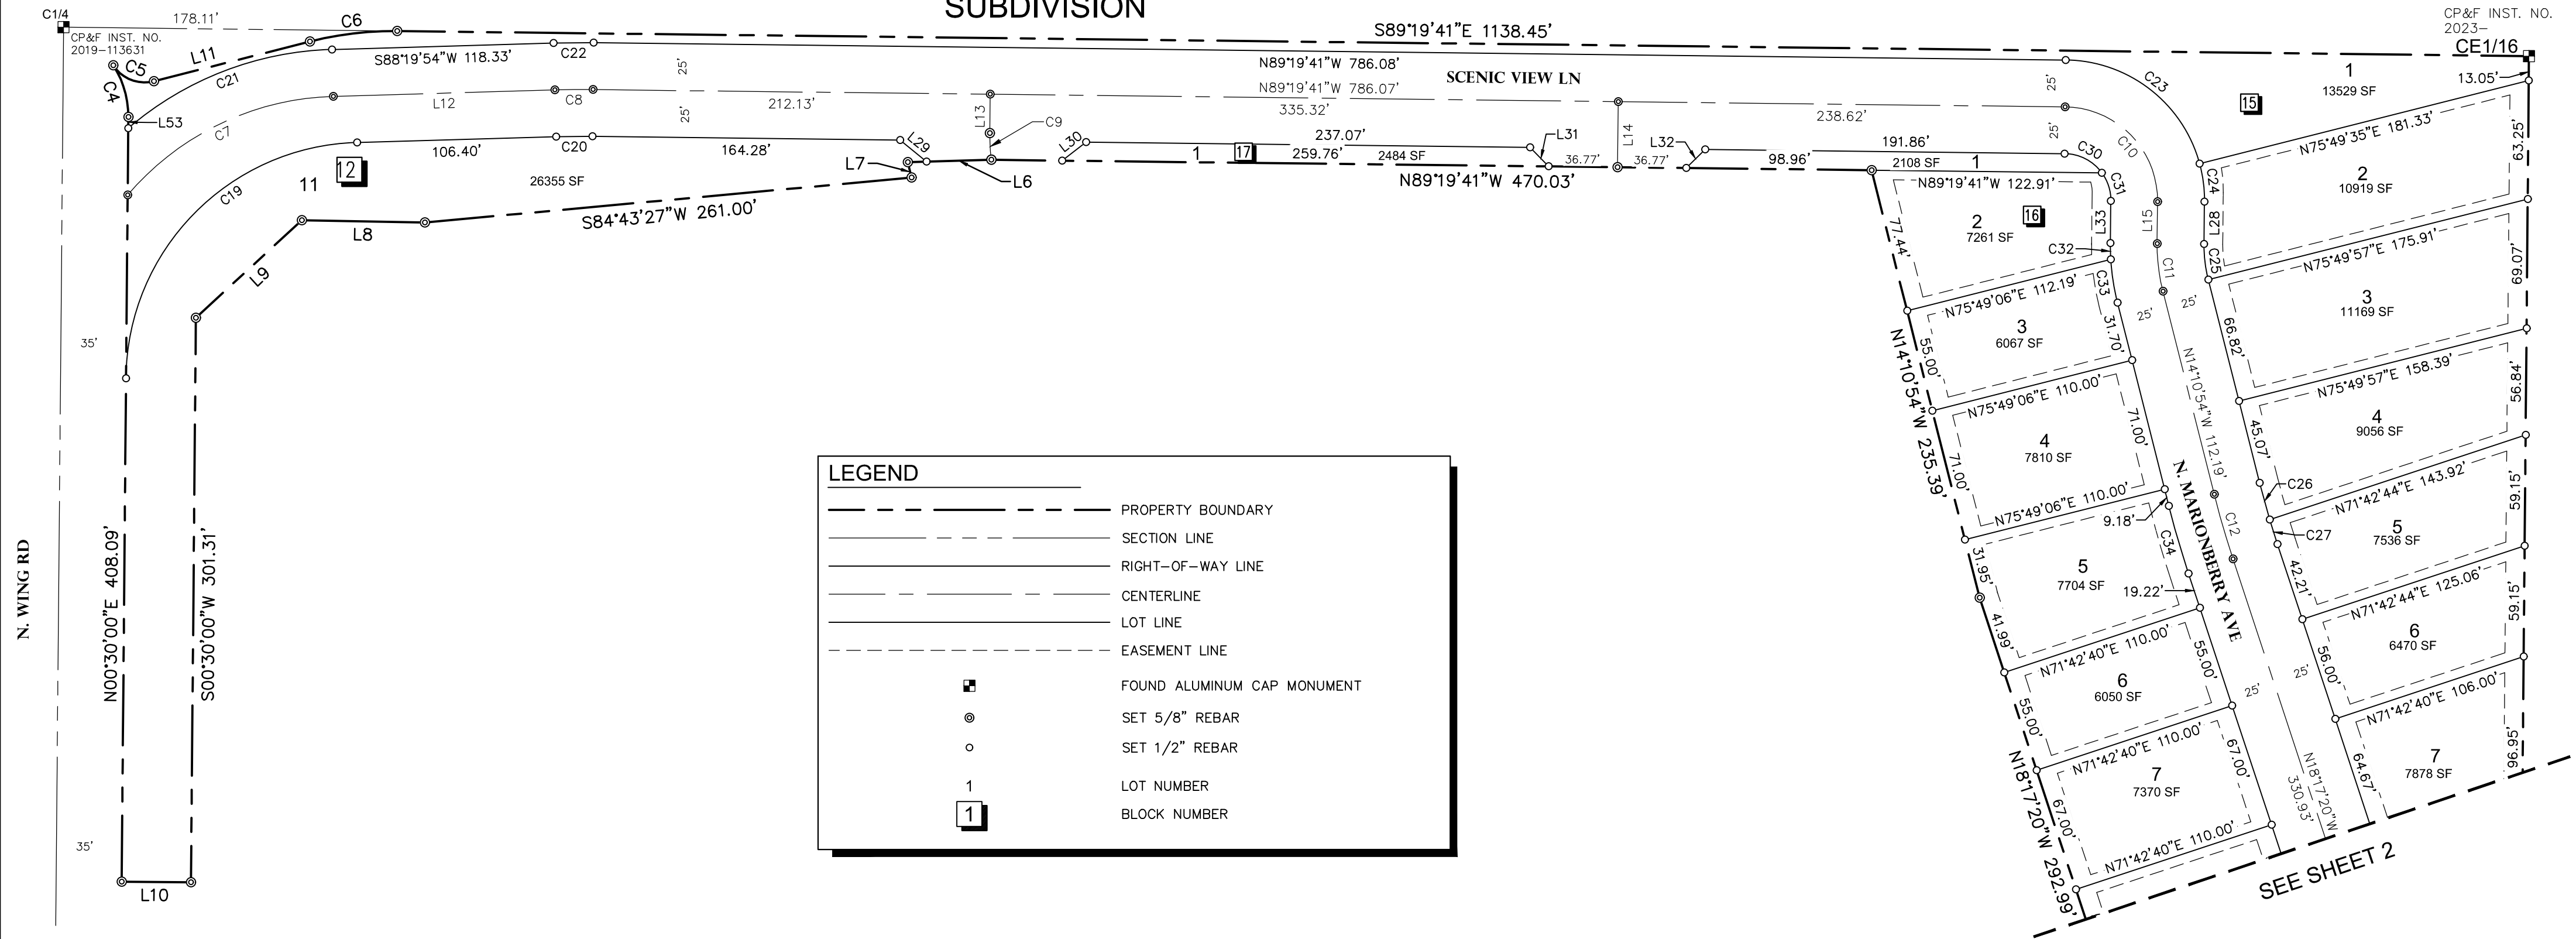 SUBDIVISION
C1/4
178.11'
CP&F INST. NO.
2019-113631
C6
L11
C5
C4
L53
C21
S88°19'54"W 118.33'
C22
25'
S89°19'41"E 1138.45'
N89°19'41"W 786.08'
SCENIC VIEW LN
N89°19'41"W 786.07'
CP&F INST. NO.
2023-
CE1/16
13.05'
C7
L12
C8
25'
212.13'
L13
C9
335.32'
L14
238.62'
25'
25'
C23
1
13529 SF
15
N75°49'35"E 181.33'
63.25'
C19
11
12
106.40'
C20
26355 SF
164.28'
L29
L7
L6
L30
237.07'
1
17
259.76'
2484 SF
L31
36.77'
36.77'
L32
191.86'
98.96'
2108 SF
1
C30
C10
L8
S84°43'27"W 261.00'
N89°19'41"W 470.03'
N89°19'41"W 122.91'
C31
C24
2
10919 SF
L9
35'
77.44'
2
7261 SF
16
L33
L15
L28
C32
C11
C25
N75°49'57"E 175.91'
69.07'
N75°49'06"E 112.19'
C33
25'
25'
3
11169 SF
3
6067 SF
55.00'
31.70'
66.82'
N75°49'57"E 158.39'
56.84'
N14°10'54"W 235.39'
N75°49'06"E 110.00'
N14°10'54"W 112.19'
4
9056 SF
4
7810 SF
71.00'
71.00'
45.07'
N71°42'44"E 143.92'
59.15'
N75°49'06"E 110.00'
9.18'
N. MARIONBERRY AVE
C26
C12
C27
5
7536 SF
31.95'
5
7704 SF
C34
19.22'
42.21'
N71°42'44"E 125.06'
59.15'
41.99'
N71°42'40"E 110.00'
6
6470 SF
6
6050 SF
55.00'
55.00'
56.00'
25'
25'
N71°42'40"E 106.00'
N71°42'40"E 110.00'
7
7878 SF
96.95'
7
7370 SF
67.00'
67.00'
64.67'
N18°17'20"W
330.93'
N18°17'20"W 292.99'
N71°42'40"E 110.00'
SEE SHEET 2
N. WING RD
N00°30'00"E 408.09'
S00°30'00"W 301.31'
35'
L10
LEGEND
PROPERTY BOUNDARY
SECTION LINE
RIGHT-OF-WAY LINE
CENTERLINE
LOT LINE
EASEMENT LINE
FOUND ALUMINUM CAP MONUMENT
SET 5/8" REBAR
SET 1/2" REBAR
1 LOT NUMBER
1 BLOCK NUMBER